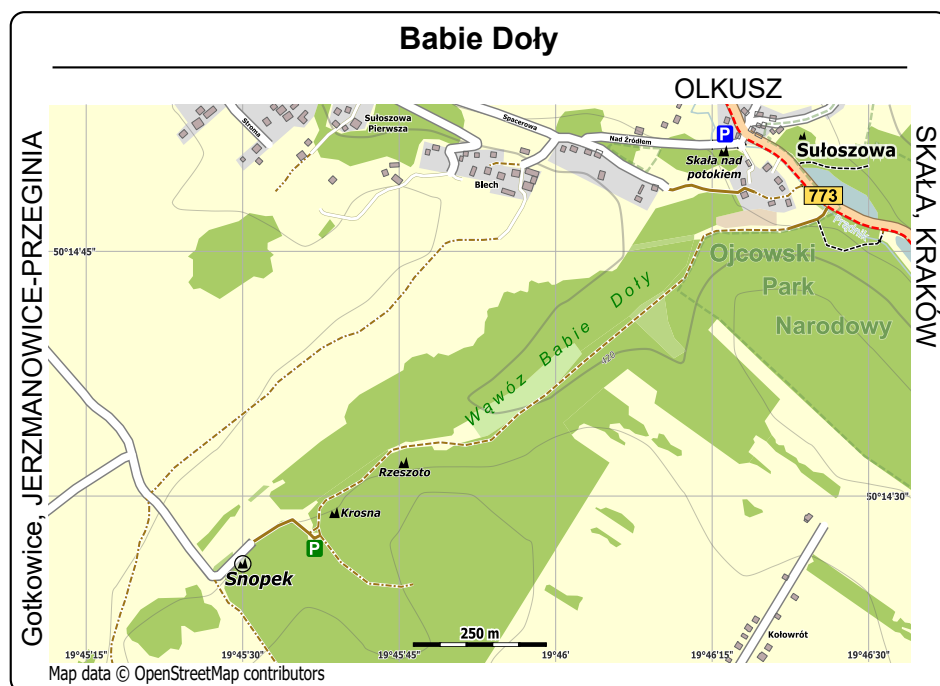 Babie Doły
OLKUSZ
Gotkowice, JERZMANOWICE-PRZEGINIA
SKAŁA, KRAKÓW
Stroma
Sułoszowa
Pierwsza
Spacerowa
Nad Źródłem
P
Skała nad
potokiem
Sułoszowa
Błech
773
Prądnik
50°14'45"
Ojcowski
Park
Narodowy
Wąwóz Babie Doły
420
Rzeszoto
Krosna
50°14'30"
P
Snopek
Kołowrót
250 m
19°45'15"
19°45'30"
19°45'45"
19°46'
19°46'15"
19°46'30"
Map data © OpenStreetMap contributors